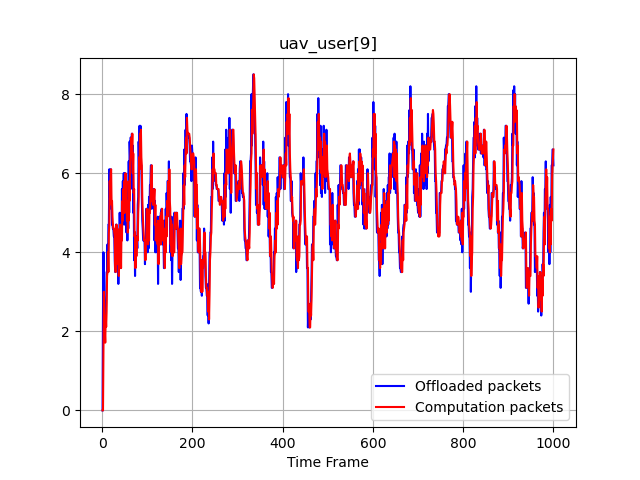 uav_user[9]
8
6
4
2
0
Offloaded packets
Computation packets
0 200 400 600 800 1000
Time Frame